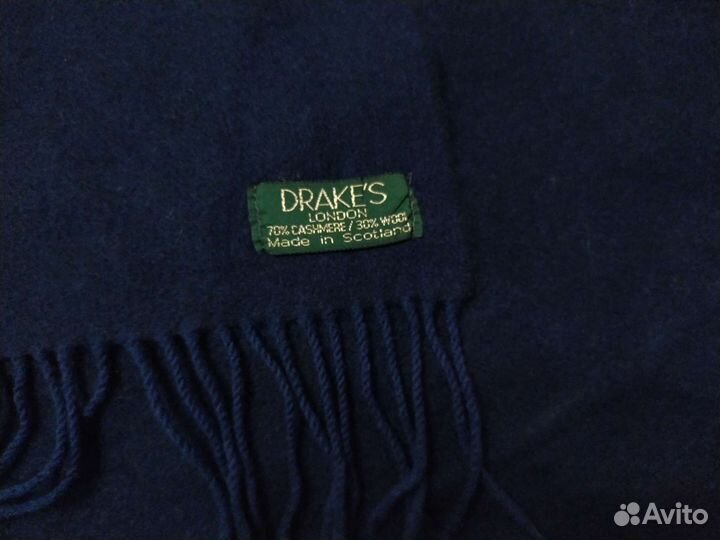 DRAKE'S
LONDON
70% CASHMERE / 30% WOOL
Made in Scotland
Avito